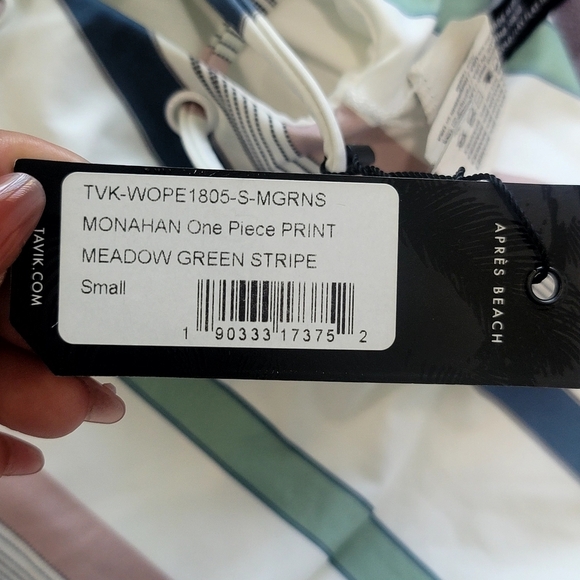 TVK-WOPE1805-S-MGRNS
MONAHAN One Piece PRINT
MEADOW GREEN STRIPE
Small
1 90333 17375 2
TAVIK.COM
APRÈS BEACH